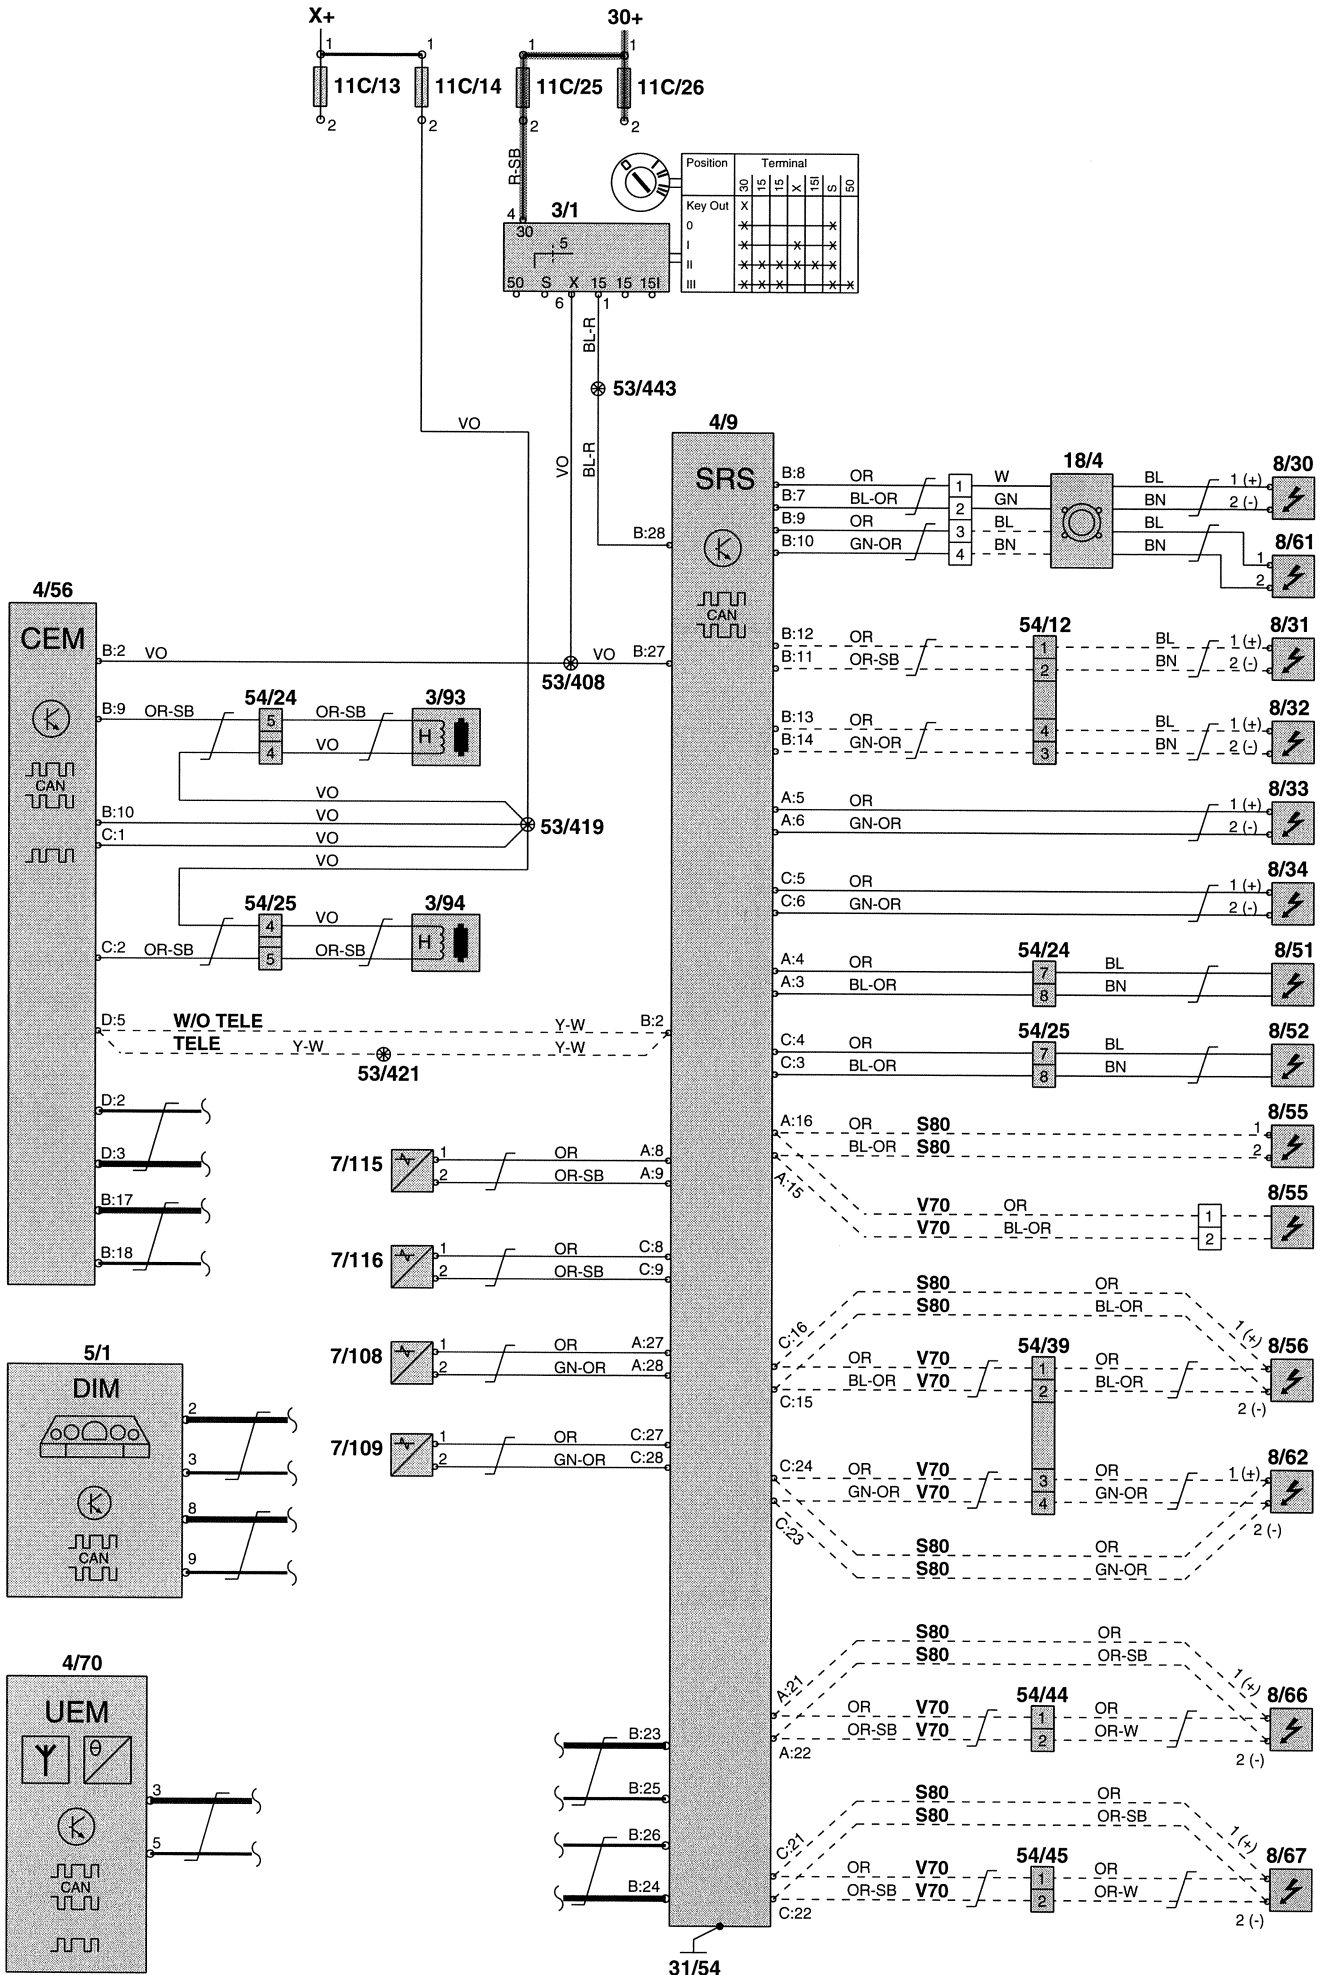 X+ 30+
1 1 1 1
11C/13 11C/14 11C/25 11C/26
2 2 2 2
R-SB
Position Terminal
30 15 15 X 15I S 50
Key Out X
0 X X
I X X X
II X X X X X X
III X X X X X X
4 3/1
30
5
50 S X 15 15 15I
6 1
BL-R
53/443
VO
VO BL-R
4/9
SRS
CAN
B:8 OR 1 W 18/4 BL 1 (+) 8/30
B:7 BL-OR 2 GN BN 2 (-)
B:9 OR 3 BL BL 1 8/61
B:10 GN-OR 4 BN BN 2
B:28
4/56
CEM
CAN
B:2 VO 53/408 VO B:27
B:12 OR 54/12 1 BL 1 (+) 8/31
B:11 OR-SB 2 BN 2 (-)
B:13 OR 4 BL 1 (+) 8/32
B:14 GN-OR 3 BN 2 (-)
B:9 OR-SB 54/24 5 OR-SB 3/93
4 VO H
VO
B:10 VO 53/419
C:1 VO
VO
54/25 4 VO 3/94
C:2 OR-SB 5 OR-SB H
A:5 OR 1 (+) 8/33
A:6 GN-OR 2 (-)
C:5 OR 1 (+) 8/34
C:6 GN-OR 2 (-)
A:4 OR 54/24 7 BL 8/51
A:3 BL-OR 8 BN
D:5 W/O TELE Y-W B:2
TELE Y-W 53/421 Y-W
C:4 OR 54/25 7 BL 8/52
C:3 BL-OR 8 BN
D:2
D:3
B:17
B:18
A:16 OR S80 1 8/55
BL-OR S80 2
A:15
V70 OR 1 8/55
V70 BL-OR 2
7/115 1 OR A:8
2 OR-SB A:9
7/116 1 OR C:8
2 OR-SB C:9
7/108 1 OR A:27
2 GN-OR A:28
7/109 1 OR C:27
2 GN-OR C:28
S80 OR
S80 BL-OR
C:16 1 (+)
OR V70 54/39 1 OR 8/56
BL-OR V70 2 BL-OR
C:15 2 (-)
C:24 OR V70 3 OR 1 (+) 8/62
GN-OR V70 4 GN-OR
C:23 2 (-)
S80 OR
S80 GN-OR
5/1
DIM
CAN
2
3
8
9
4/70
UEM
θ
CAN
3
5
S80 OR
S80 OR-SB
A:21 1 (+)
OR V70 54/44 1 OR 8/66
OR-SB V70 2 OR-W
A:22 2 (-)
B:23
B:25
B:26
B:24
S80 OR
S80 OR-SB
C:21 1 (+)
OR V70 54/45 1 OR 8/67
OR-SB V70 2 OR-W
C:22 2 (-)
31/54